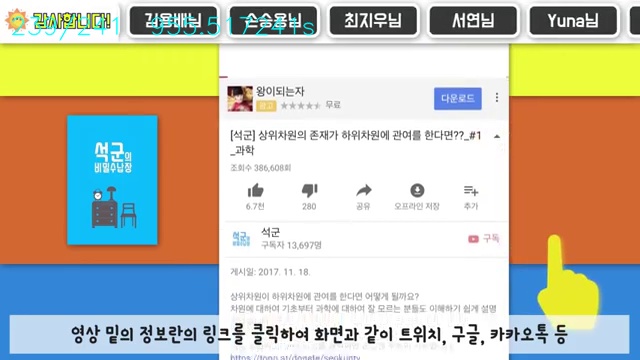 감사합니다!
김용배님
손승용님
최지우님
서연님
Yuna님
239/241 955.517241s
왕이되는자
광고
무료
다운로드
[석군] 상위차원의 존재가 하위차원에 관여를 한다면??_#1
_과학
조회수 386,608회
6.7천
280
공유
오프라인 저장
추가
석군의
비밀수납장
석군
구독자 13,697명
구독
게시일: 2017. 11. 18.
상위차원이 하위차원에 관여를 한다면 어떻게 될까요?
차원에 대하여 기초부터 과학에 대하여 잘 모르는 분들도 이해하기 쉽게 설명
영상 밑의 정보란의 링크를 클릭하여 화면과 같이 트위치, 구글, 카카오톡 등
https://toon.at/donate/seokunty